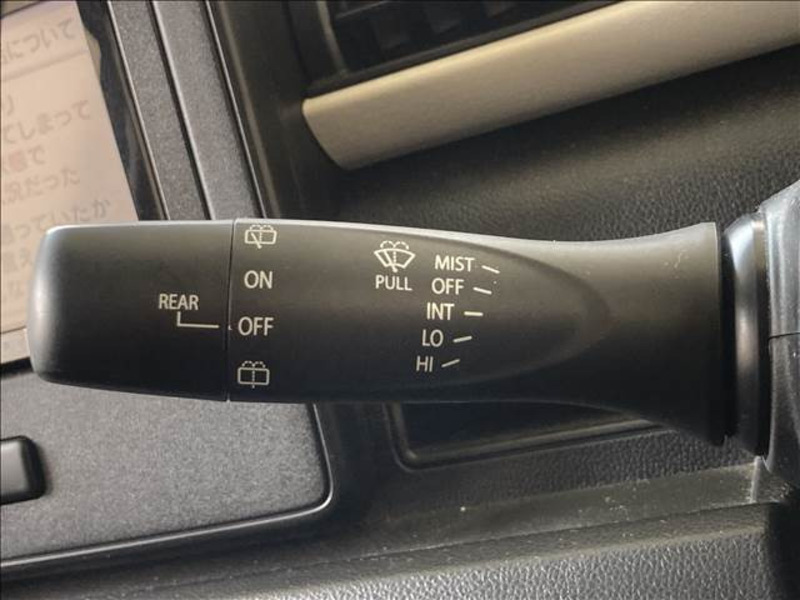 について
り
てしまって
態で
況だった
っていたか
REAR
ON
OFF
PULL
MIST
OFF
INT
LO
HI